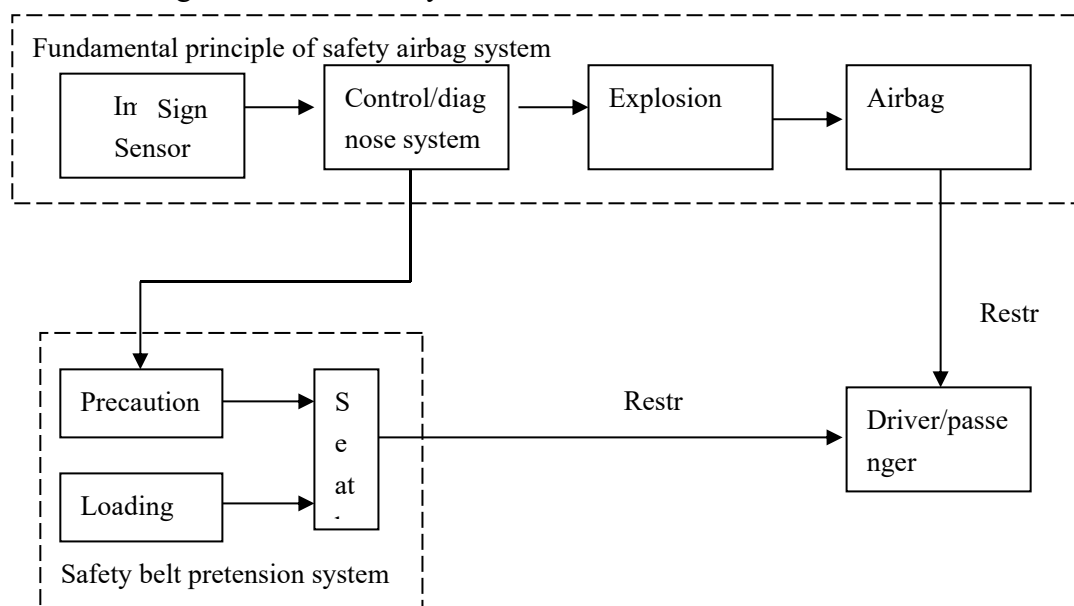 Fundamental principle of safety airbag system
Sign
Sensor
Control/diag
nose system
Explosion
Airbag
Restr
Precaution
S
e
at
Restr
Driver/passe
nger
Loading
Safety belt pretension system